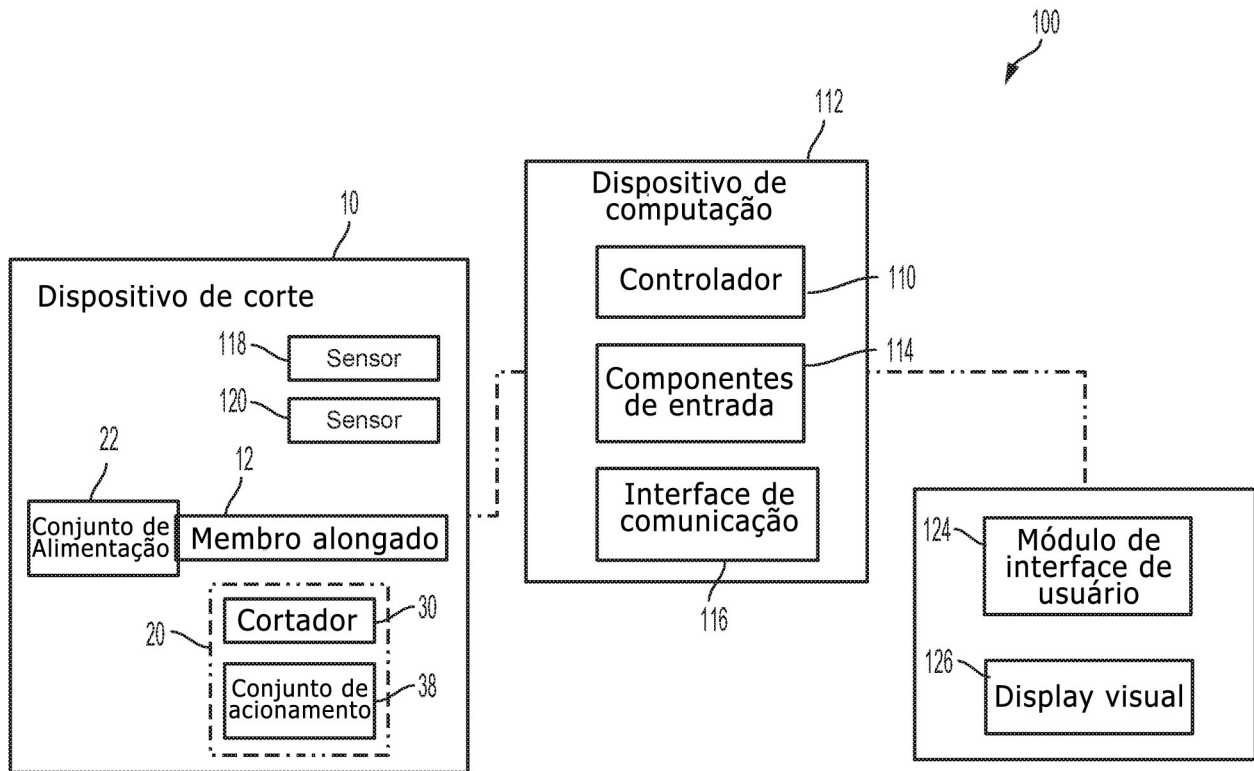 100
112
Dispositivo de
computação
Controlador
110
Componentes
de entrada
114
Interface de
comunicação
116
10
Dispositivo de corte
118
Sensor
120
Sensor
22
12
Conjunto de
Alimentação
Membro alongado
20
Cortador
30
Conjunto de
acionamento
38
124
Módulo de
interface de
usuário
126
Display visual